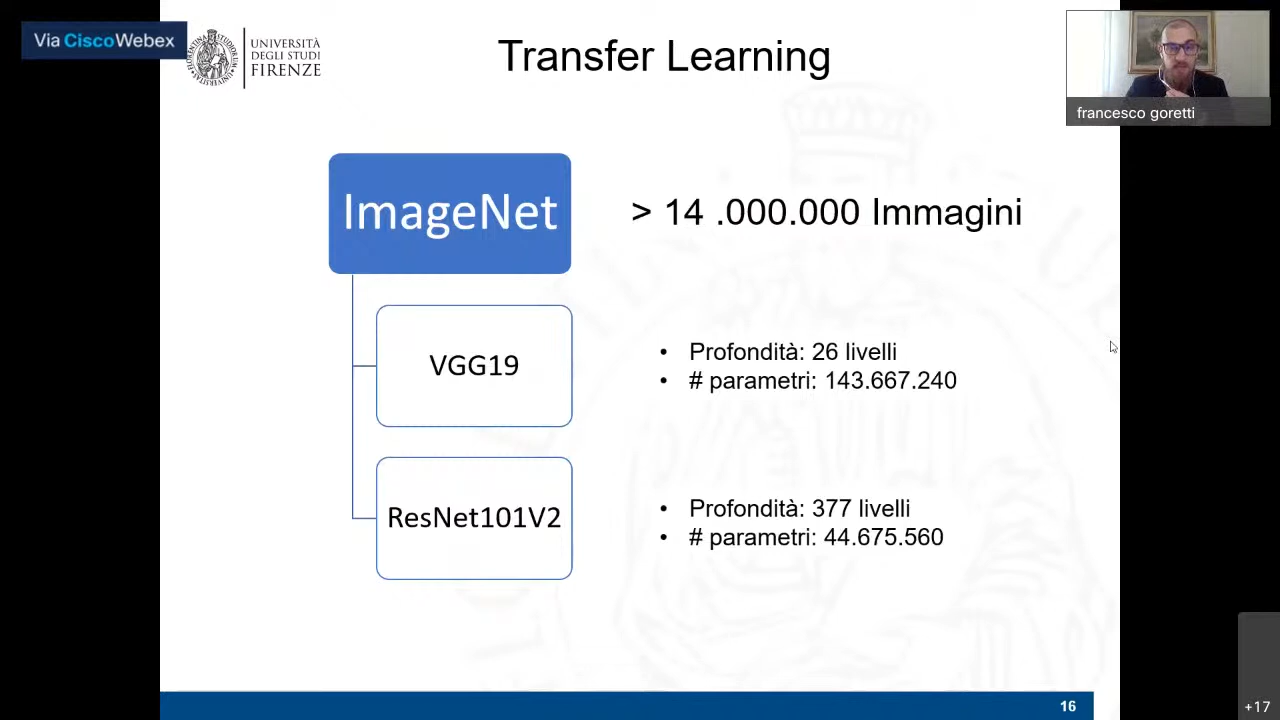 Via CiscoWebex
UNIVERSITÀ
DEGLI STUDI
FIRENZE
Transfer Learning
francesco goretti
ImageNet
> 14 .000.000 Immagini
VGG19
• Profondità: 26 livelli
• # parametri: 143.667.240
ResNet101V2
• Profondità: 377 livelli
• # parametri: 44.675.560
16
+17